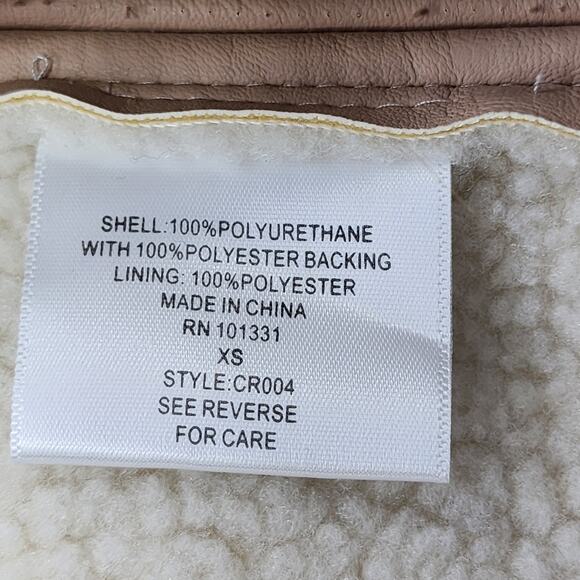 SHELL:100%POLYURETHANE
WITH 100%POLYESTER BACKING
LINING: 100%POLYESTER
MADE IN CHINA
RN 101331
XS
STYLE:CR004
SEE REVERSE
FOR CARE